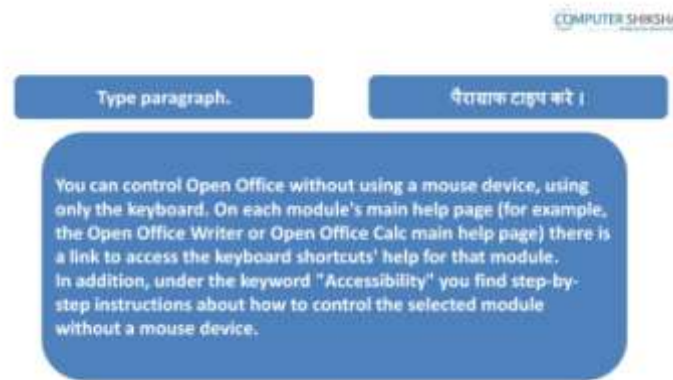 COMPUTER SHIKSHA
Type paragraph.
पैराग्राफ टाइप करे ।
You can control Open Office without using a mouse device, using
only the keyboard. On each module's main help page (for example,
the Open Office Writer or Open Office Calc main help page) there is
a link to access the keyboard shortcuts' help for that module.
In addition, under the keyword "Accessibility" you find step-by-
step instructions about how to control the selected module
without a mouse device.